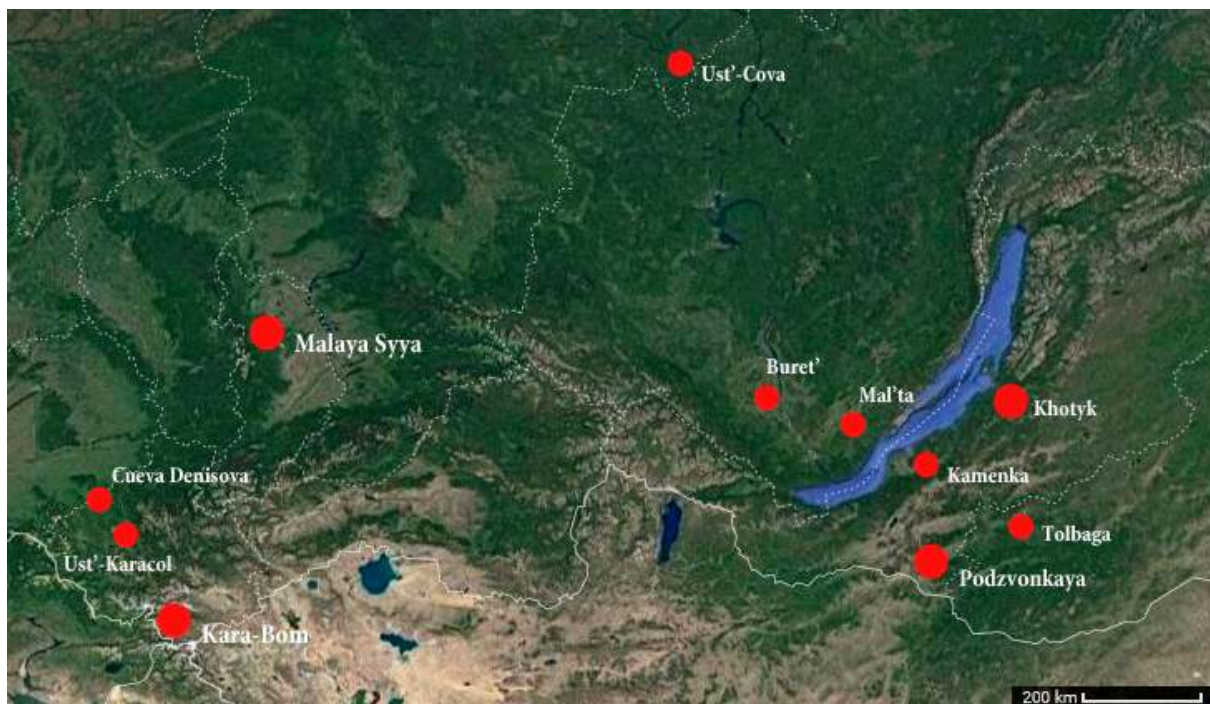 Ust'-Cova
Malaya Syya
Buret'
Mal'ta
Khotyk
Kamenka
Cueva Denisova
Tolbaga
Ust'-Karacol
Podzvonkaya
Kara-Bom
200 km